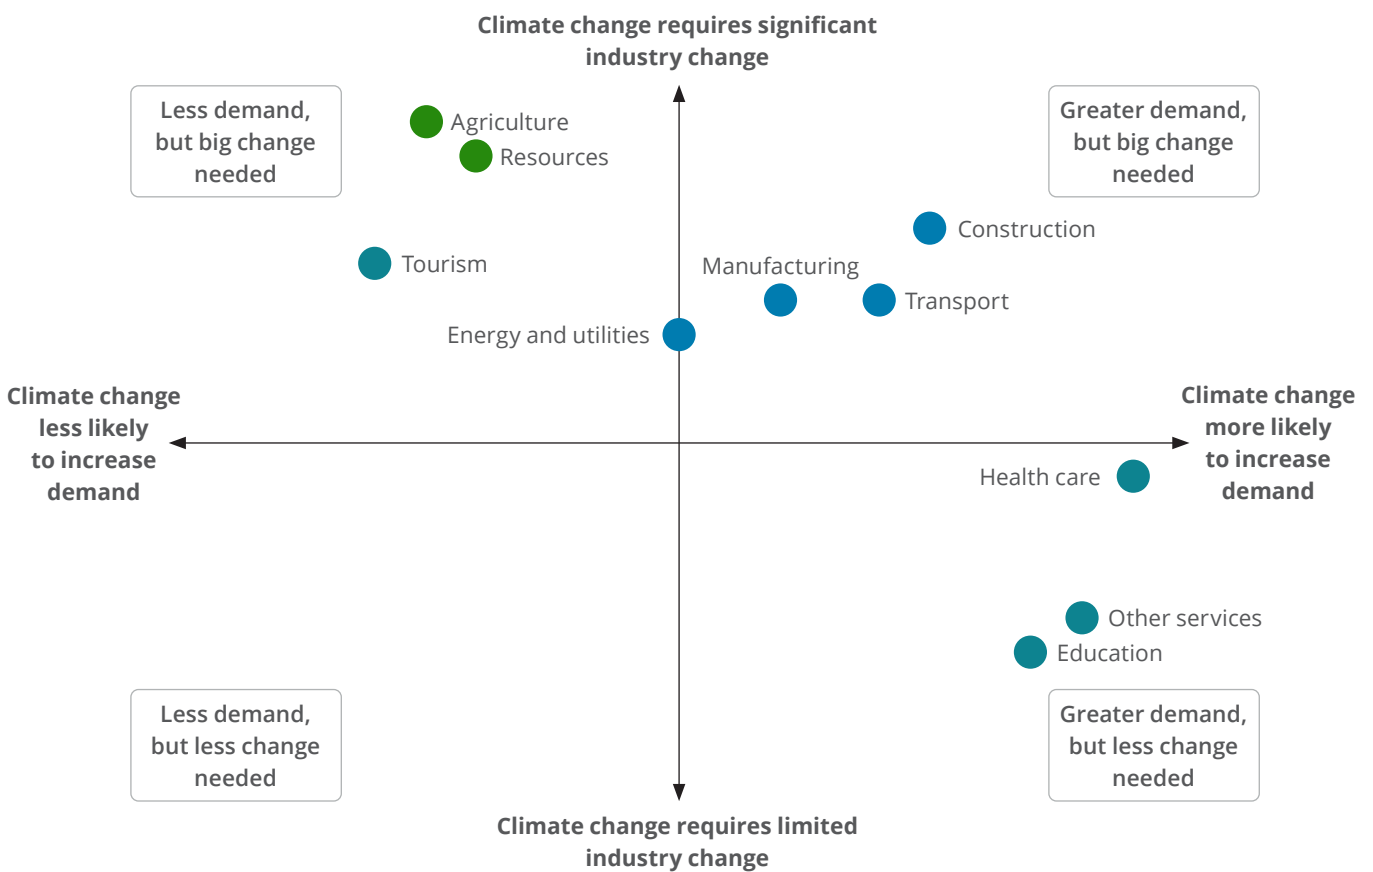 Climate change requires significant
industry change
Less demand,
but big change
needed
Greater demand,
but big change
needed
Agriculture
Resources
Construction
Tourism
Manufacturing
Transport
Energy and utilities
Climate change
less likely
to increase
demand
Climate change
more likely
to increase
demand
Health care
Other services
Education
Less demand,
but less change
needed
Greater demand,
but less change
needed
Climate change requires limited
industry change